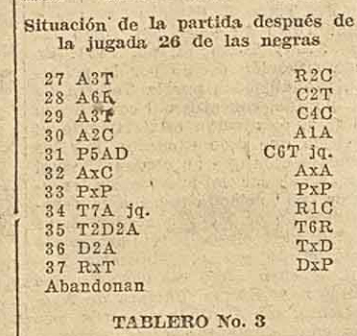 Situación de la partida después de
la jugada 26 de las negras
27 A3T R2C
28 A6R C2T
29 A3T C4C
30 A2C A1A
31 P5AD C6T jq.
32 AxC AxA
33 PxP PxP
34 T7A jq. R1C
35 T2D2A T6R
36 D2A TxD
37 RxT DxP
Abandonan
TABLERO No. 3